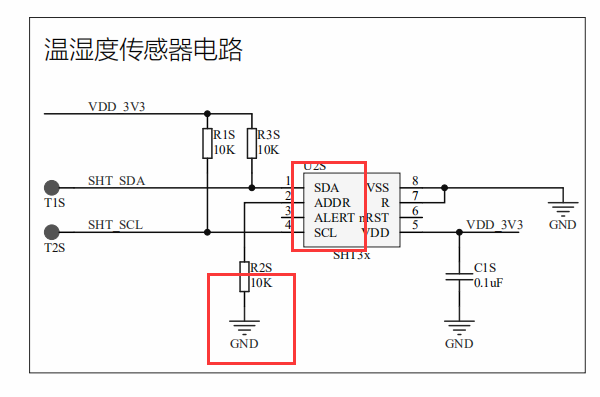 温湿度传感器电路
VDD_3V3
R1S
10K
R3S
10K
U2S
SHT_SDA
T1S
1
SDA
VSS
8
2
ADDR
R
7
3
ALERT
nRST
6
SHT_SCL
T2S
4
SCL
VDD
5
VDD_3V3
SHT3x
GND
R2S
10K
GND
C1S
0.1uF
GND